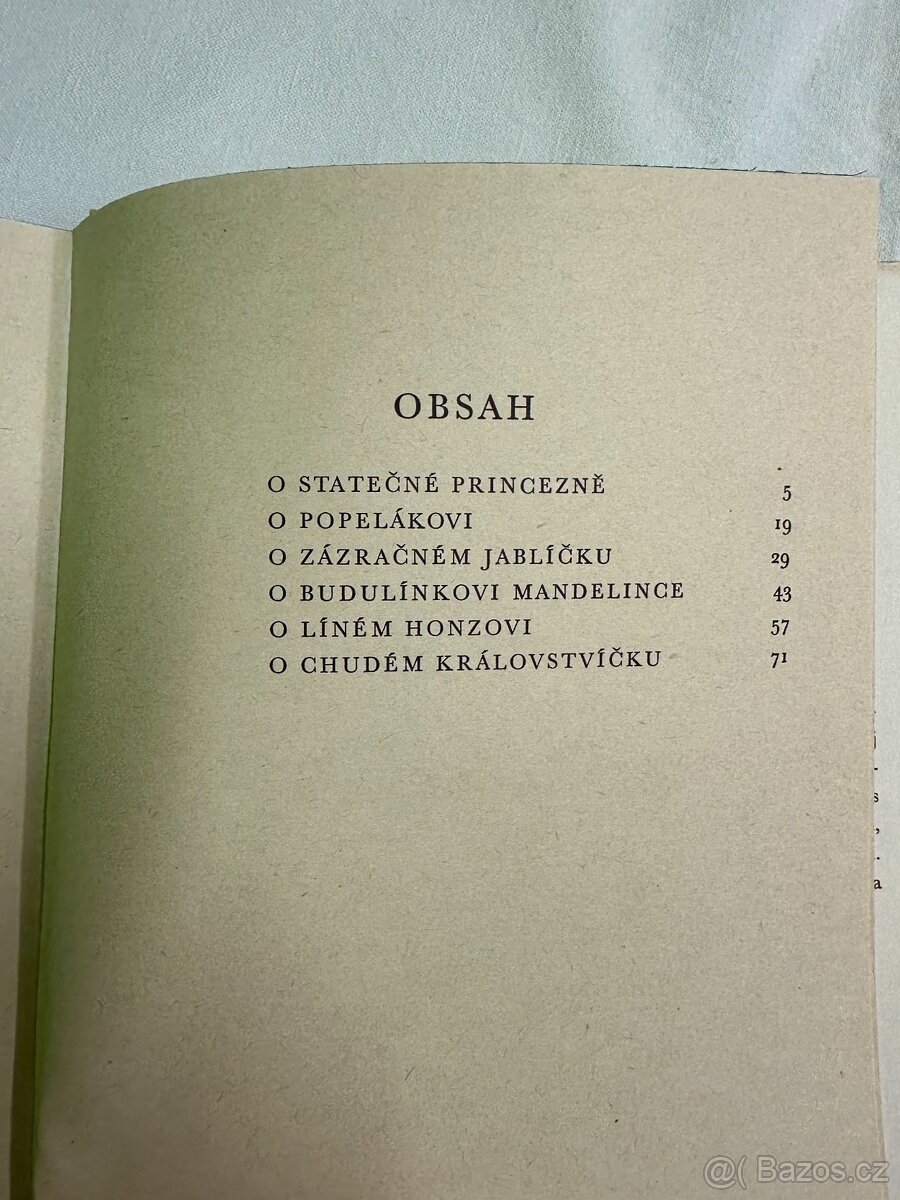 OBSAH
O STATEČNÉ PRINCEZNĚ 5
O POPELÁKOVI 19
O ZÁZRAČNÉM JABLÍČKU 29
O BUDULÍNKOVI MANDELINCE 43
O LÍNÉM HONZOVI 57
O CHUDÉM KRÁLOVSTVÍČKU 71
s
,
.
a
@( Bazos.cz